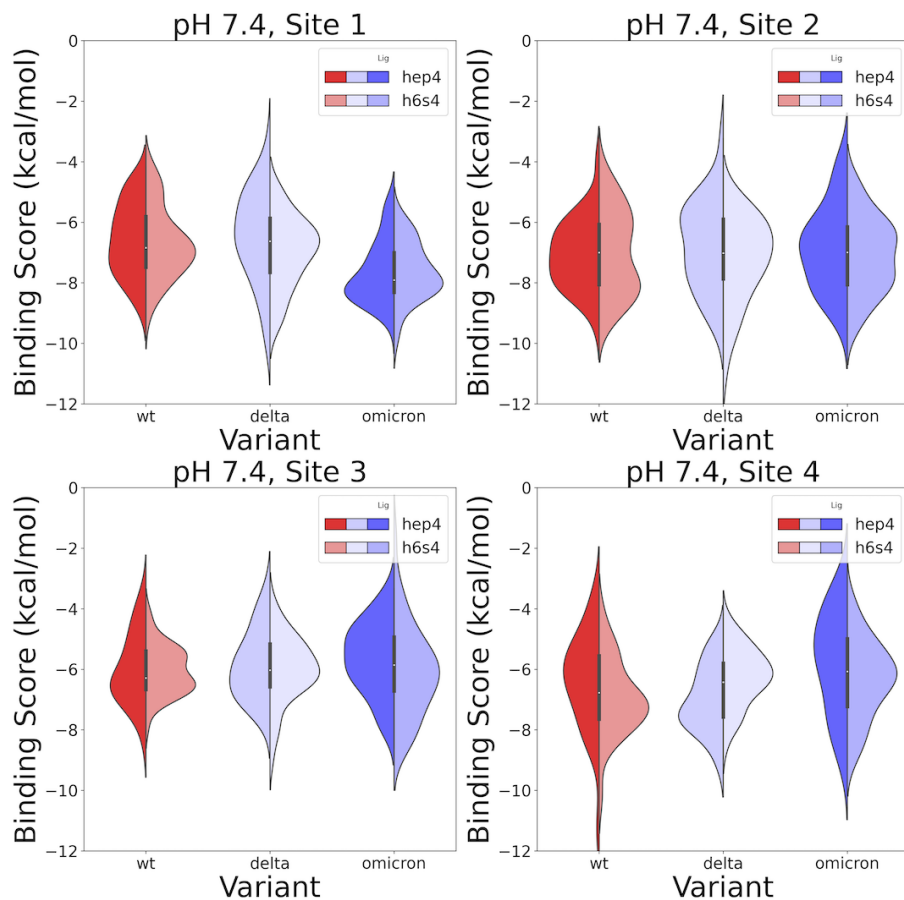 pH 7.4, Site 1
Binding Score (kcal/mol)
0
−2
−4
−6
−8
−10
−12
Lig
hep4
h6s4
wt
delta
omicron
Variant
pH 7.4, Site 2
Binding Score (kcal/mol)
0
−2
−4
−6
−8
−10
−12
Lig
hep4
h6s4
wt
delta
omicron
Variant
pH 7.4, Site 3
Binding Score (kcal/mol)
0
−2
−4
−6
−8
−10
−12
Lig
hep4
h6s4
wt
delta
omicron
Variant
pH 7.4, Site 4
Binding Score (kcal/mol)
0
−2
−4
−6
−8
−10
−12
Lig
hep4
h6s4
wt
delta
omicron
Variant